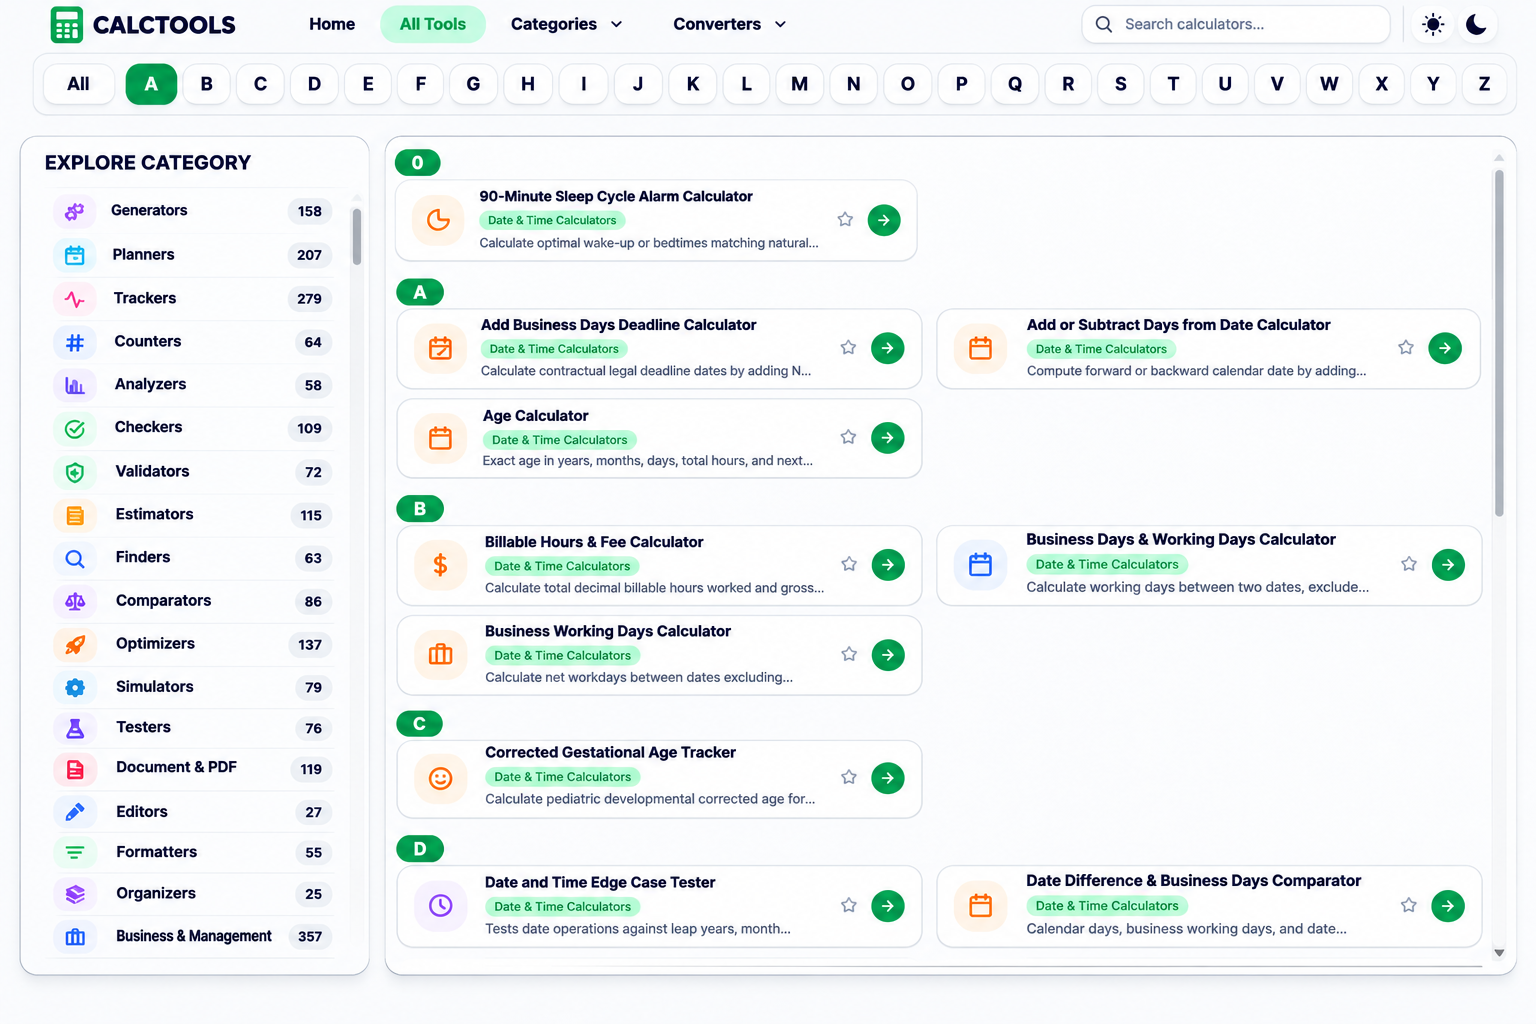 CALCTOOLS
Home
All Tools
Categories
Converters
Search calculators...
All
A
B
C
D
E
F
G
H
I
J
K
L
M
N
O
P
Q
R
S
T
U
V
W
X
Y
Z
EXPLORE CATEGORY
Generators 158
Planners 207
Trackers 279
Counters 64
Analyzers 58
Checkers 109
Validators 72
Estimators 115
Finders 63
Comparators 86
Optimizers 137
Simulators 79
Testers 76
Document & PDF 119
Editors 27
Formatters 55
Organizers 25
Business & Management 357
0
90-Minute Sleep Cycle Alarm Calculator
Date & Time Calculators
Calculate optimal wake-up or bedtimes matching natural...
A
Add Business Days Deadline Calculator
Date & Time Calculators
Calculate contractual legal deadline dates by adding N...
Add or Subtract Days from Date Calculator
Date & Time Calculators
Compute forward or backward calendar date by adding...
Age Calculator
Date & Time Calculators
Exact age in years, months, days, total hours, and next...
B
Billable Hours & Fee Calculator
Date & Time Calculators
Calculate total decimal billable hours worked and gross...
Business Days & Working Days Calculator
Date & Time Calculators
Calculate working days between two dates, exclude...
Business Working Days Calculator
Date & Time Calculators
Calculate net workdays between dates excluding...
C
Corrected Gestational Age Tracker
Date & Time Calculators
Calculate pediatric developmental corrected age for...
D
Date and Time Edge Case Tester
Date & Time Calculators
Tests date operations against leap years, month...
Date Difference & Business Days Comparator
Date & Time Calculators
Calendar days, business working days, and date...